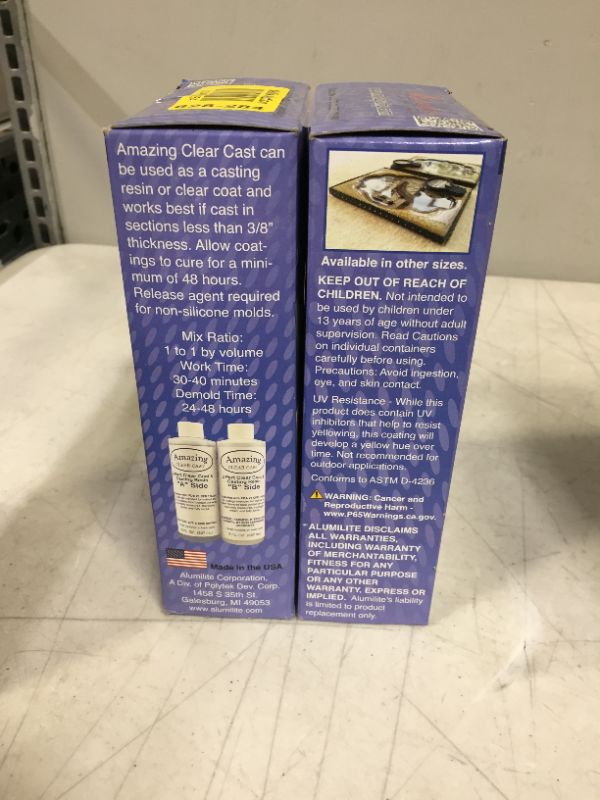 Amazing Clear Cast can
be used as a casting
resin or clear coat and
works best if cast in
sections less than 3/8"
thickness. Allow coat-
ings to cure for a mini-
mum of 48 hours.
Release agent required
for non-silicone molds.
Mix Ratio:
1 to 1 by volume
Work Time:
30-40 minutes
Demold Time:
24-48 hours
Amazing
CLEAR CAST
"A" Side
Amazing
CLEAR CAST
"B" Side
Made in the USA
Alumilite Corporation,
A Div. of Polytek Dev. Corp.
1458 S 35th St.
Galesburg, MI 49053
www.alumilite.com
Available in other sizes.
KEEP OUT OF REACH OF
CHILDREN. Not intended to
be used by children under
13 years of age without adult
supervision. Read Cautions
on individual containers
carefully before using.
Precautions: Avoid ingestion,
eye, and skin contact.
UV Resistance - While this
product does contain UV
inhibitors that help to resist
yellowing, this coating will
develop a yellow hue over
time. Not recommended for
outdoor applications.
Conforms to ASTM D-4236
WARNING: Cancer and
Reproductive Harm -
www.P65Warnings.ca.gov.
ALUMILITE DISCLAIMS
ALL WARRANTIES,
INCLUDING WARRANTY
OF MERCHANTABILITY,
FITNESS FOR ANY
PARTICULAR PURPOSE
OR ANY OTHER
WARRANTY, EXPRESS OR
IMPLIED. Alumilite's liability
is limited to product
replacement only.